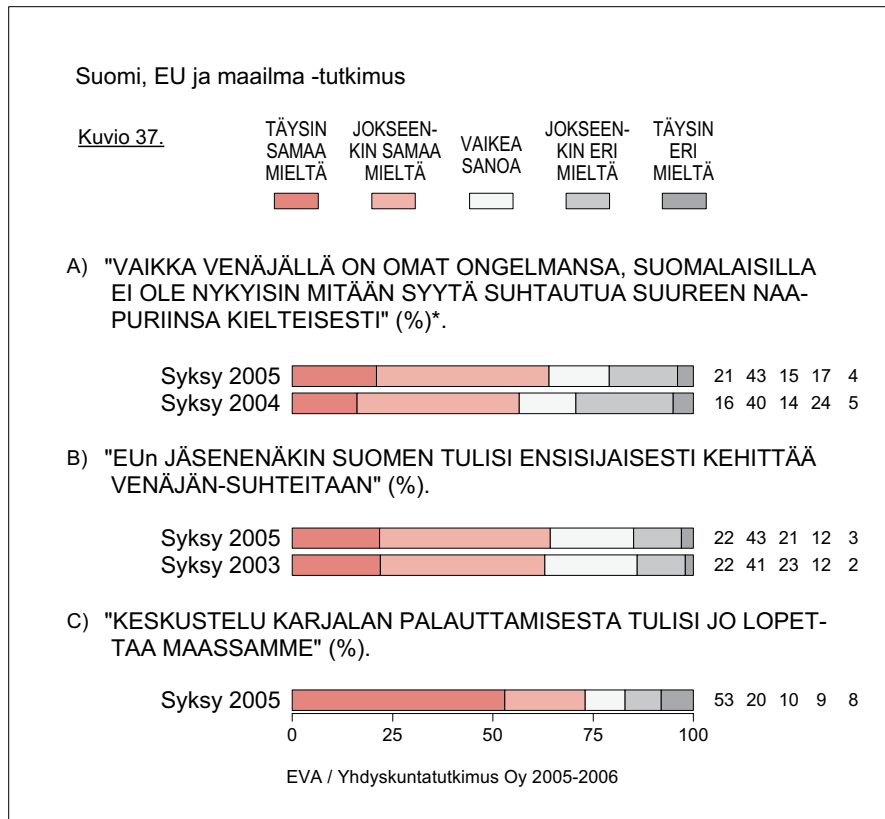 Suomi, EU ja maailma -tutkimus
Kuvio 37.
TÄYSIN SAMAA MIELTÄ
JOKSEEN-KIN SAMAA MIELTÄ
VAIKEA SANOA
JOKSEEN-KIN ERI MIELTÄ
TÄYSIN ERI MIELTÄ
A) "VAIKKA VENÄJÄLLÄ ON OMAT ONGELMANSA, SUOMALAISILLA
EI OLE NYKYISIN MITÄÄN SYYTÄ SUHTAUTUA SUUREEN NAA-
PURIINSA KIELTEISESTI" (%)*.
Syksy 2005 21 43 15 17 4
Syksy 2004 16 40 14 24 5
B) "EUn JÄSENENÄKIN SUOMEN TULISI ENSISIJAISESTI KEHITTÄÄ
VENÄJÄN-SUHTEITAAN" (%).
Syksy 2005 22 43 21 12 3
Syksy 2003 22 41 23 12 2
C) "KESKUSTELU KARJALAN PALAUTTAMISESTA TULISI JO LOPET-
TAA MAASSAMME" (%).
Syksy 2005 53 20 10 9 8
0 25 50 75 100
EVA / Yhdyskuntatutkimus Oy 2005-2006